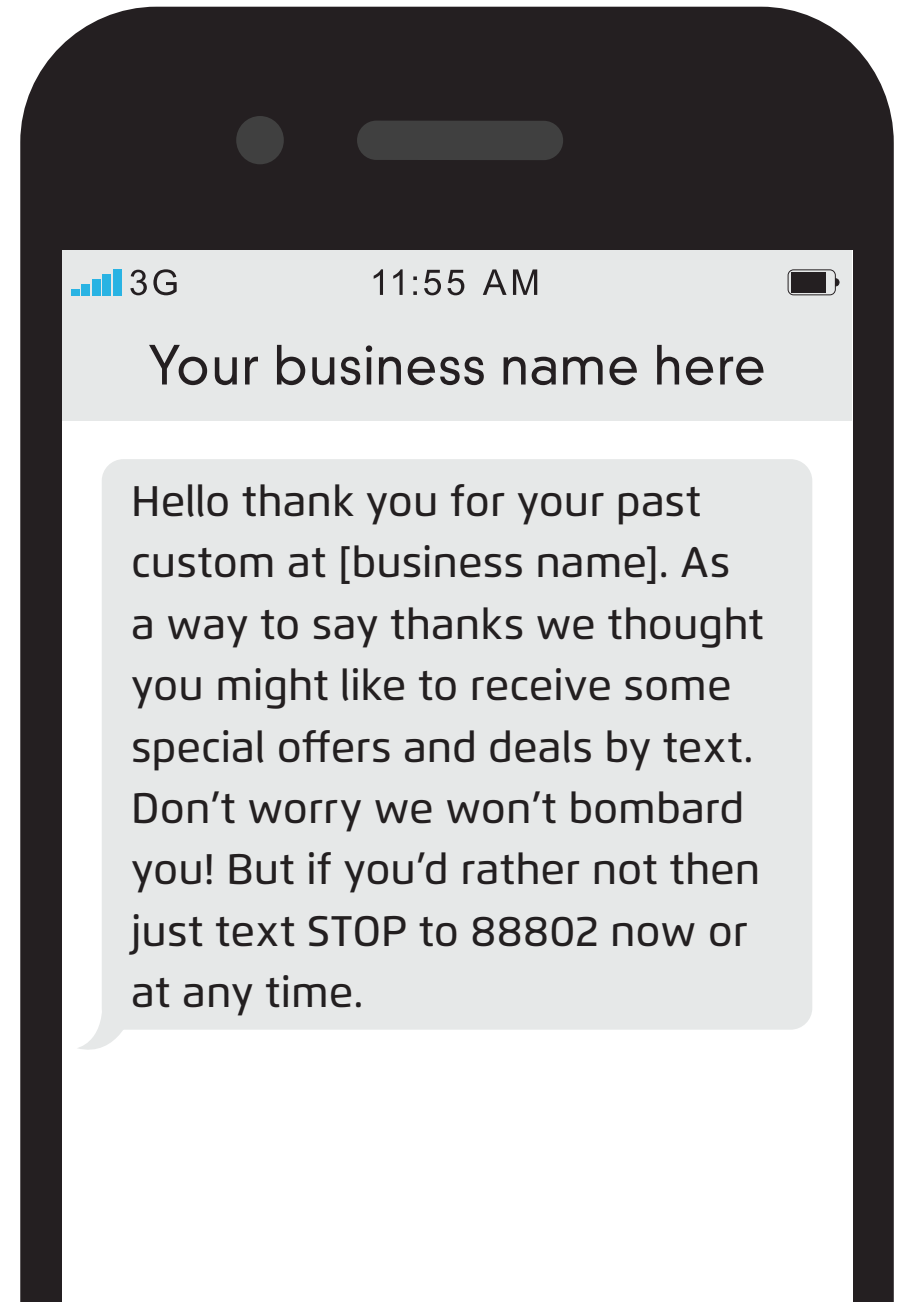 3G 11:55 AM
Your business name here
Hello thank you for your past
custom at [business name]. As
a way to say thanks we thought
you might like to receive some
special offers and deals by text.
Don’t worry we won’t bombard
you! But if you’d rather not then
just text STOP to 88802 now or
at any time.